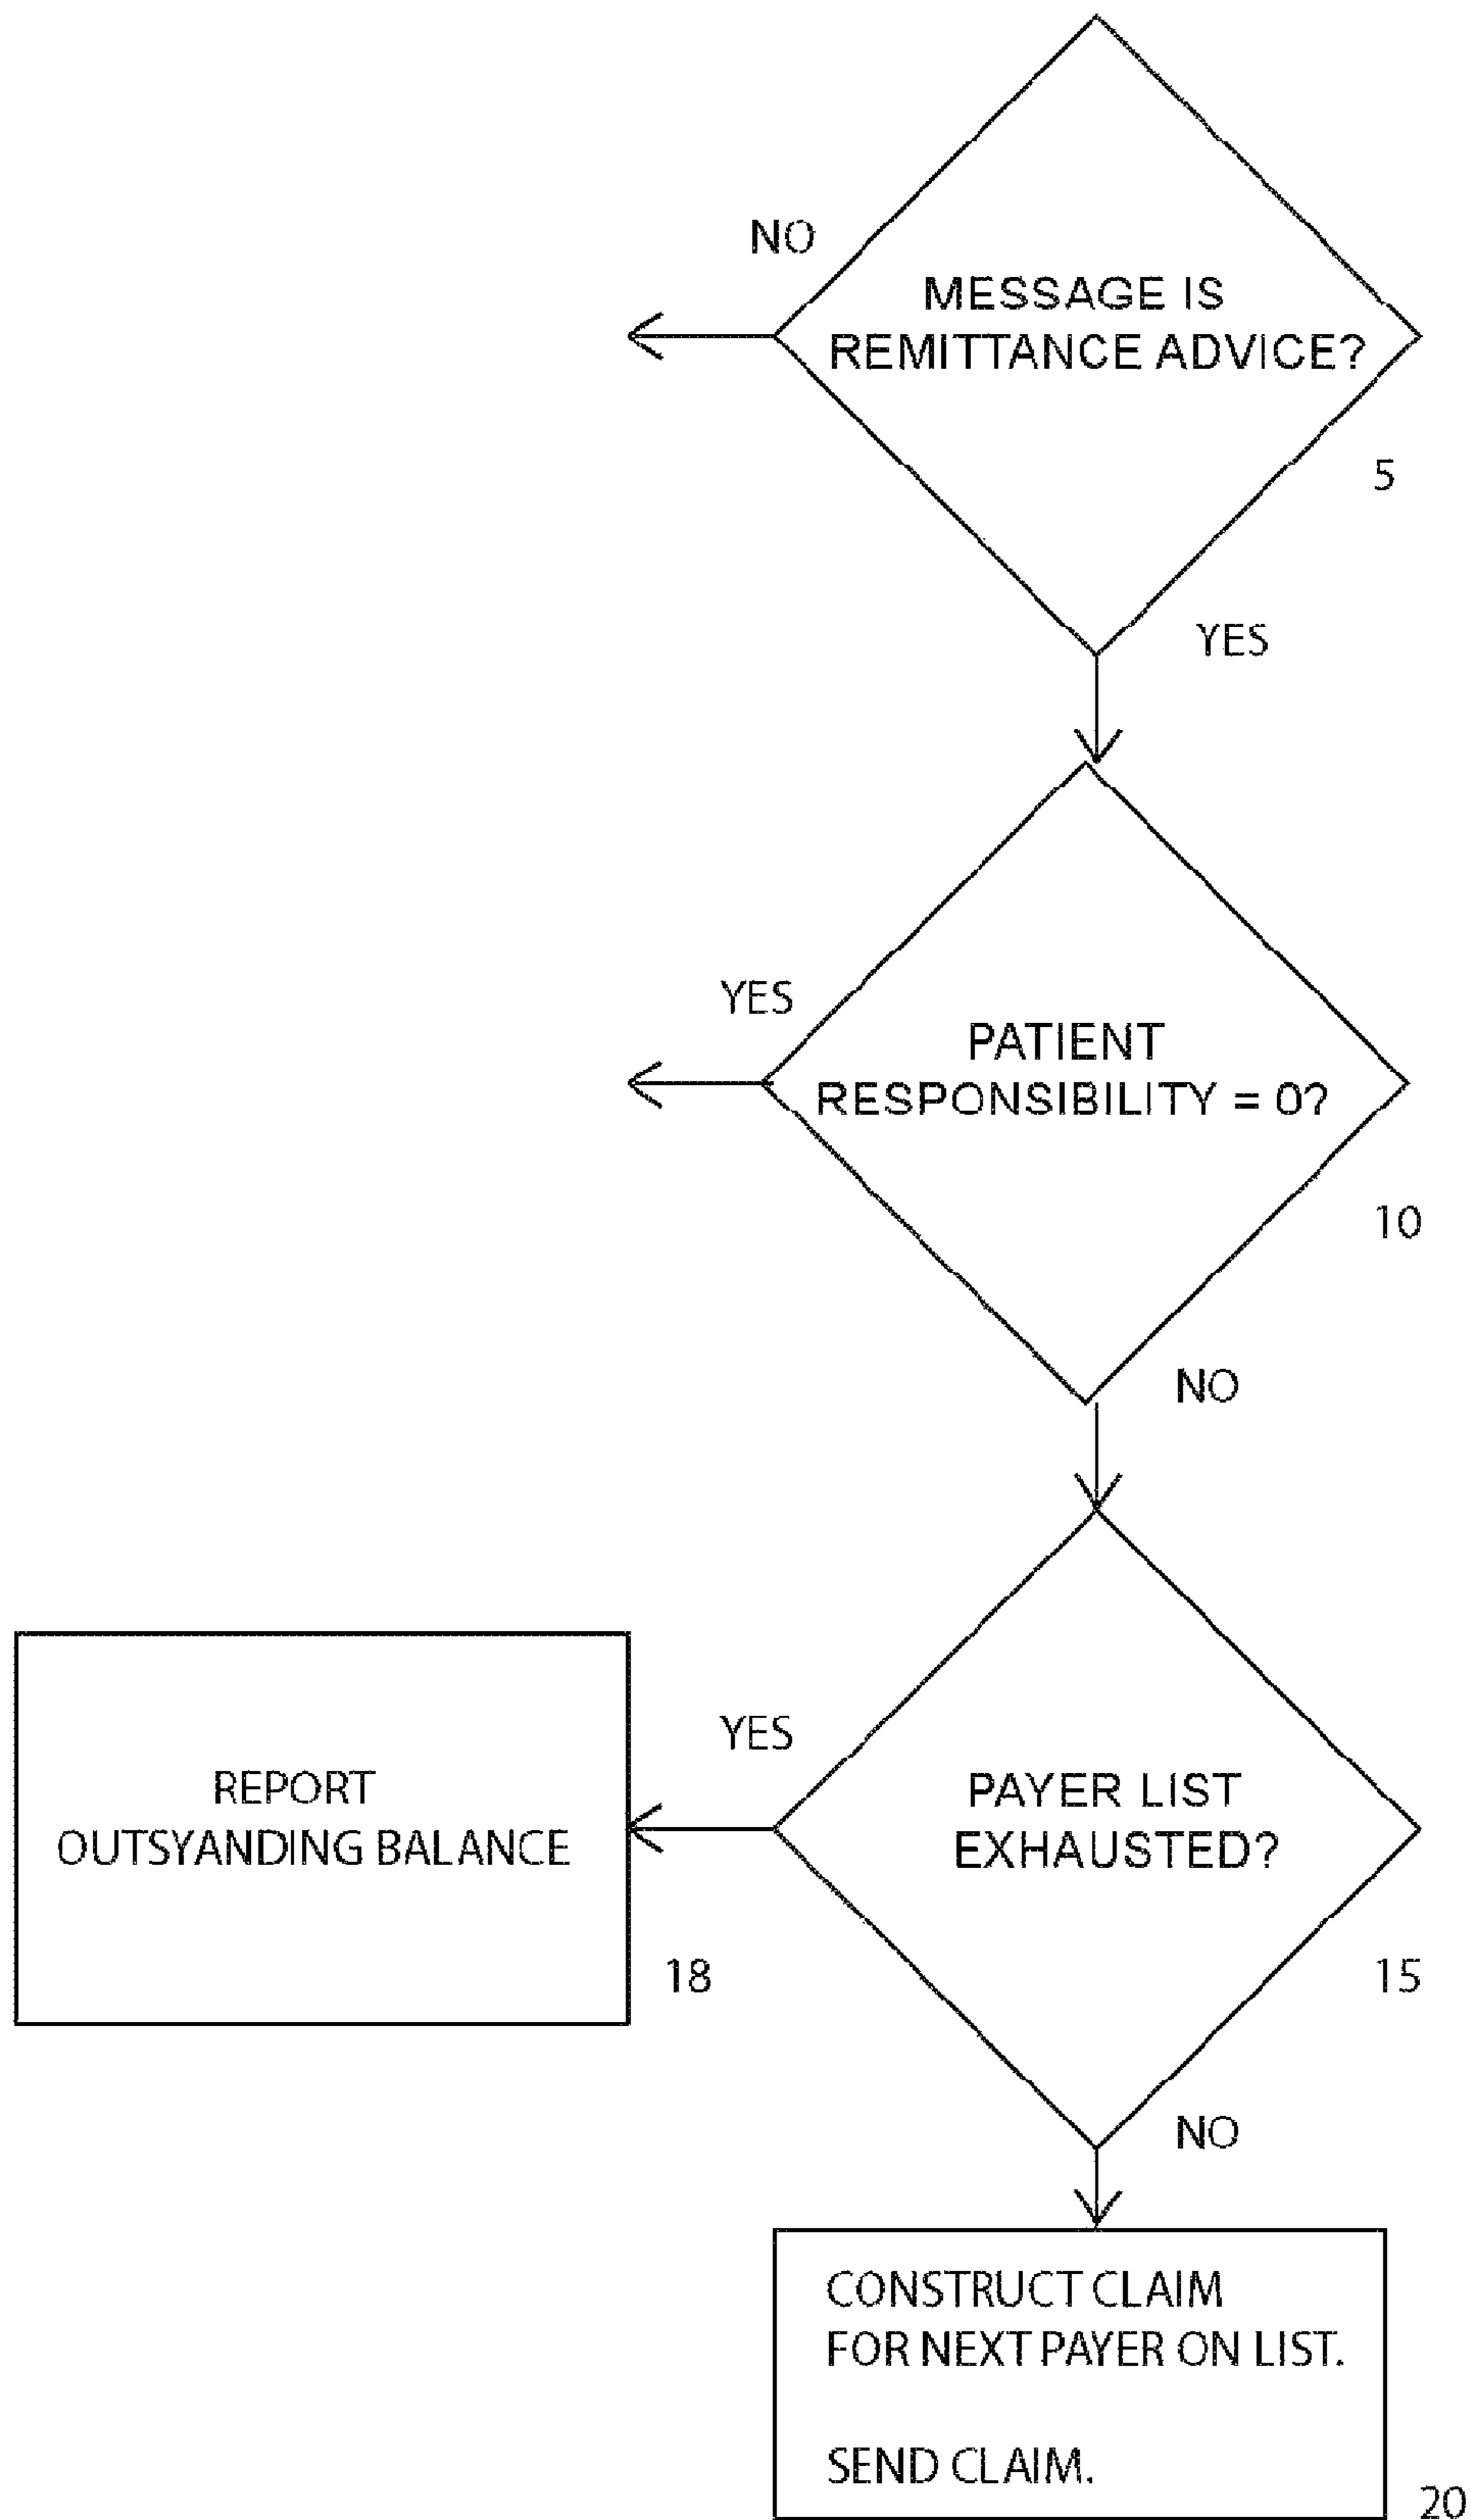 NO
MESSAGE IS
REMITTANCE ADVICE?
5
YES
YES
PATIENT
RESPONSIBILITY = 0?
10
NO
YES
REPORT
OUTSYANDING BALANCE
18
PAYER LIST
EXHAUSTED?
15
NO
CONSTRUCT CLAIM
FOR NEXT PAYER ON LIST.
SEND CLAIM.
20